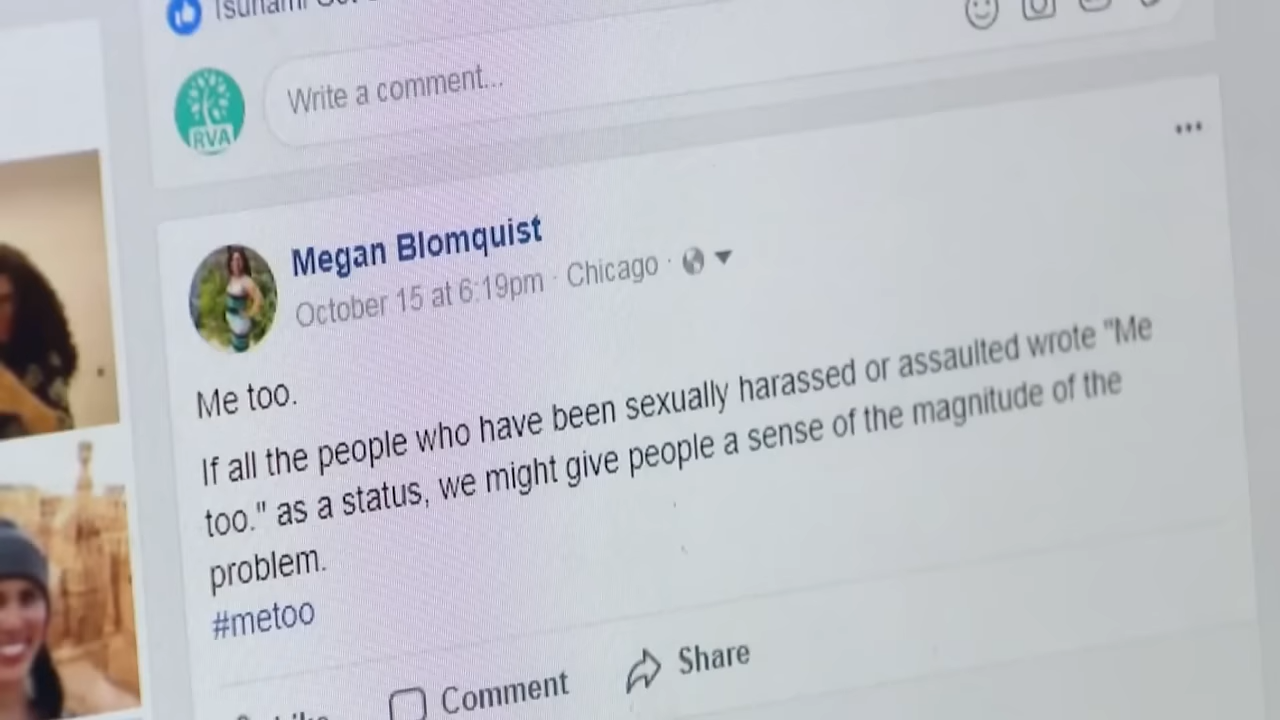 Tsunami
RVA
Write a comment...
Megan Blomquist
October 15 at 6:19pm · Chicago ·
Me too.
If all the people who have been sexually harassed or assaulted wrote "Me
too." as a status, we might give people a sense of the magnitude of the
problem.
#metoo
Like Comment Share